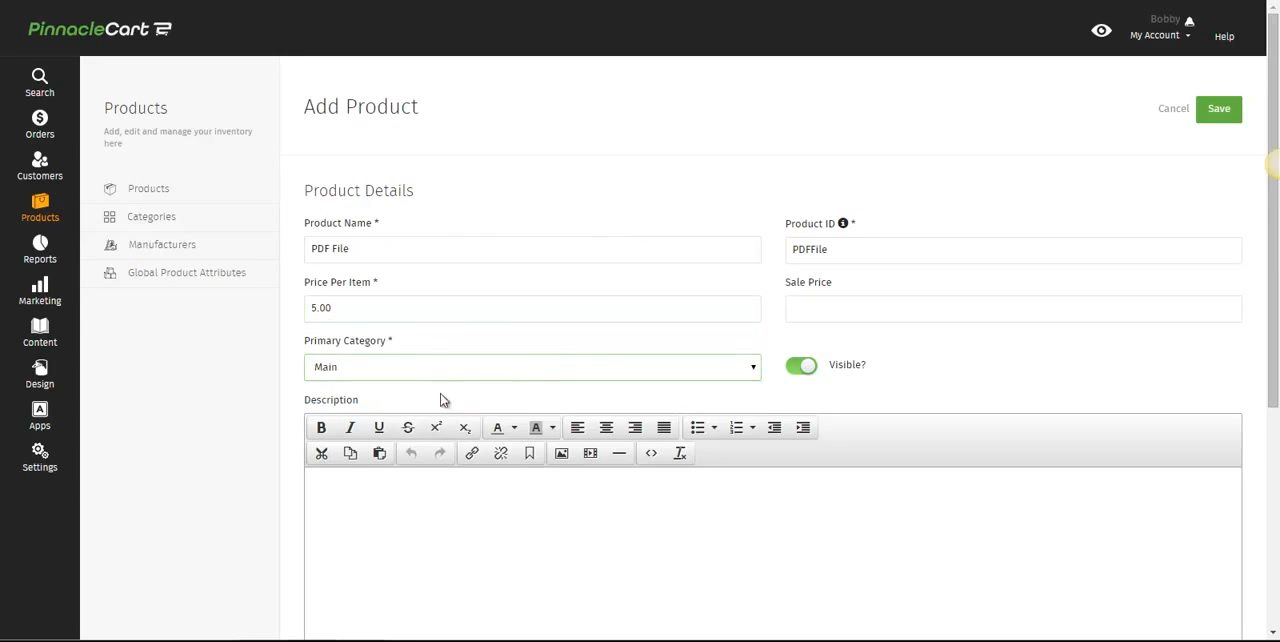 PinnacleCart
Bobby
My Account
Help
Search
Orders
Customers
Products
Reports
Marketing
Content
Design
Apps
Settings
Products
Add, edit and manage your inventory
here
Products
Categories
Manufacturers
Global Product Attributes
Add Product
Cancel
Save
Product Details
Product Name *
PDF File
Product ID *
PDFFile
Price Per Item *
5.00
Sale Price
Primary Category *
Main
Visible?
Description